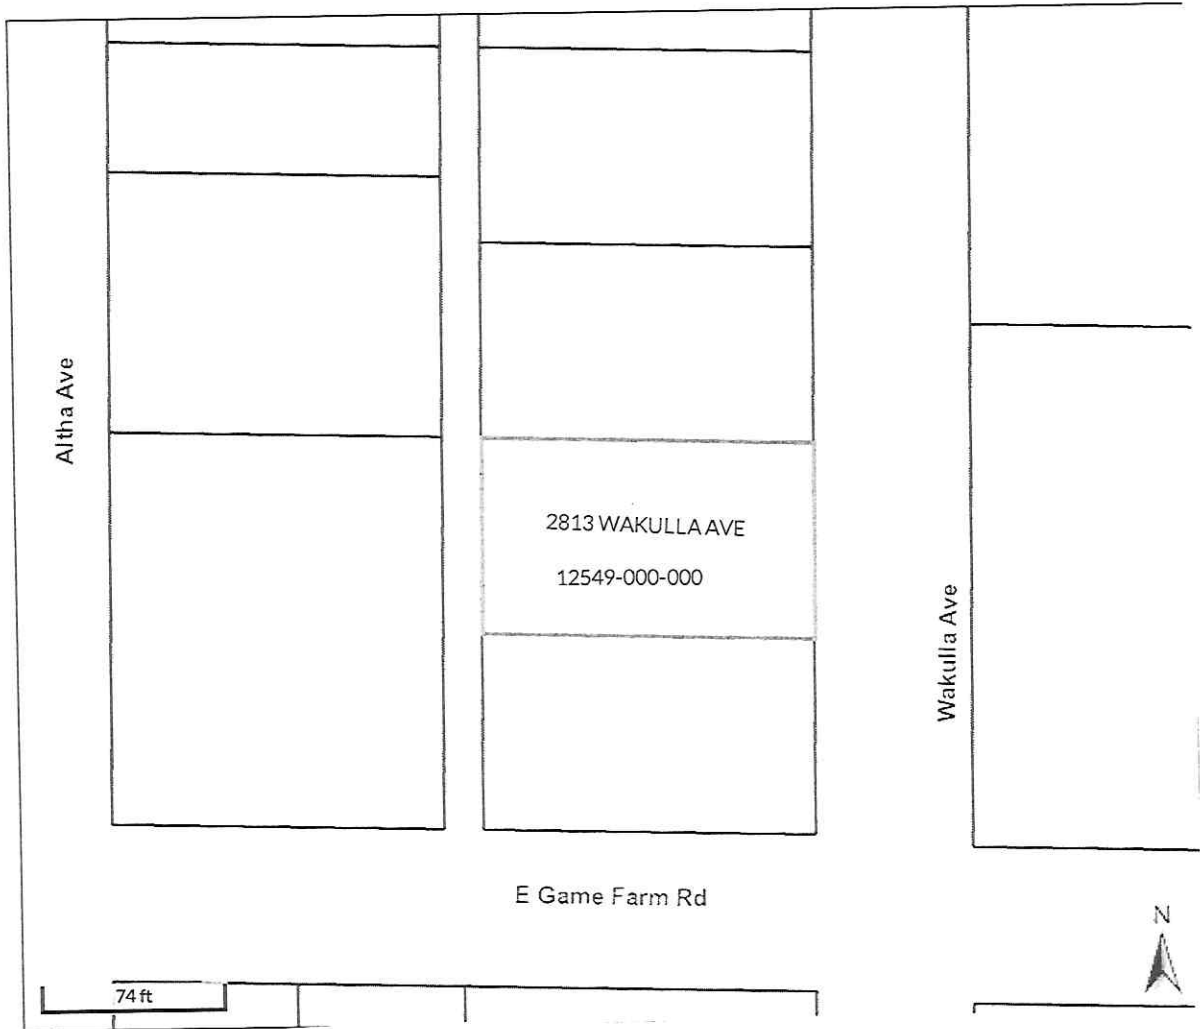 Altha Ave
2813 WAKULLA AVE
12549-000-000
Wakulla Ave
E Game Farm Rd
N
74 ft